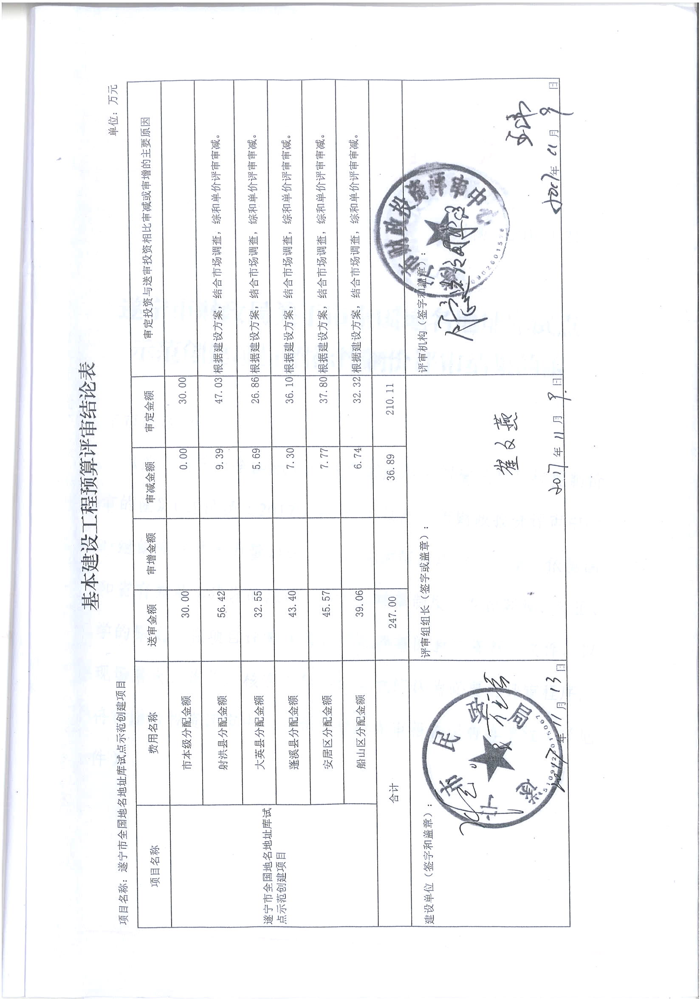 基本建设工程预算评审结论表
项目名称：遂宁市全国地名地址库试点示范创建项目 单位：万元
项目名称 费用名称 送审金额 审增金额 审减金额 审定金额 审定投资与送审投资相比审减或审增的主要原因
市本级分配金额 30.00 0.00 30.00
射洪县分配金额 56.42 9.39 47.03 根据建设方案，结合市场调查，综和单价评审审减。
大英县分配金额 32.55 5.69 26.86 根据建设方案，结合市场调查，综和单价评审审减。
遂宁市全国地名地址库试
点示范创建项目
蓬溪县分配金额 43.40 7.30 36.10 根据建设方案，结合市场调查，综和单价评审审减。
安居区分配金额 45.57 7.77 37.80 根据建设方案，结合市场调查，综和单价评审审减。
船山区分配金额 39.06 6.74 32.32 根据建设方案，结合市场调查，综和单价评审审减。
合计 247.00 36.89 210.11
建设单位（签字和盖章）： 评审组组长（签字或盖章）： 评审机构（签字和盖章）：
遂宁市民政局
市财政投资评审中心
崔文燕
2017年11月13日 2017年11月9日 2017年11月9日